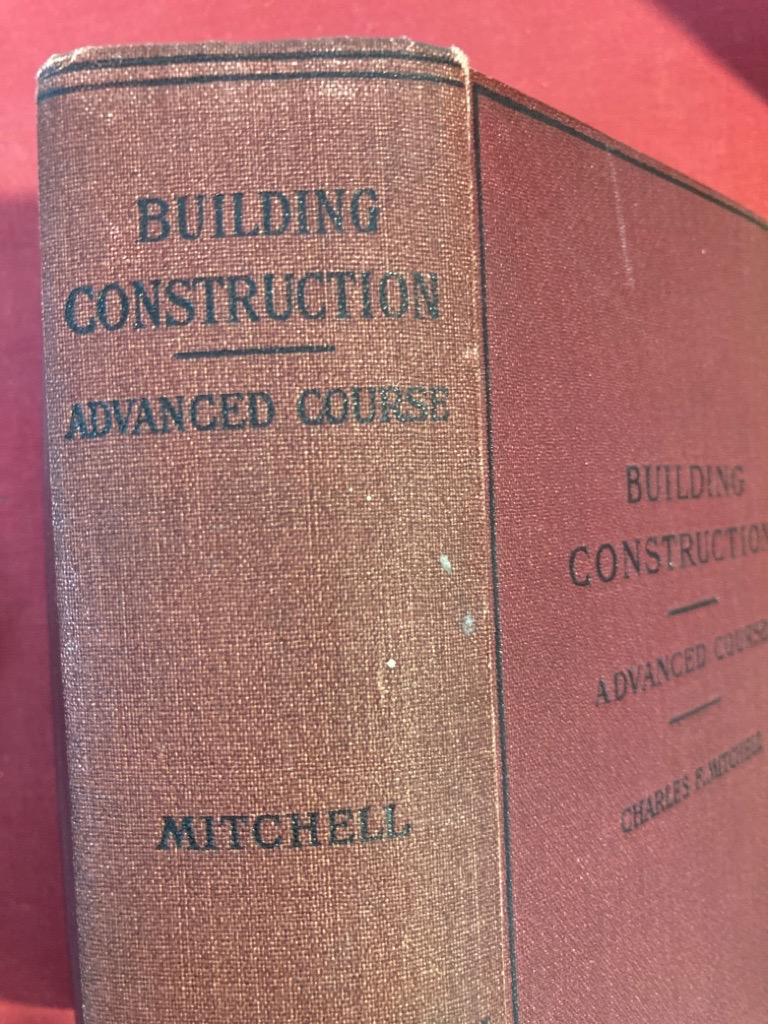 BUILDING
CONSTRUCTION
ADVANCED COURSE
MITCHELL
BUILDING
CONSTRUCTION
ADVANCED COURSE
CHARLES F. MITCHELL